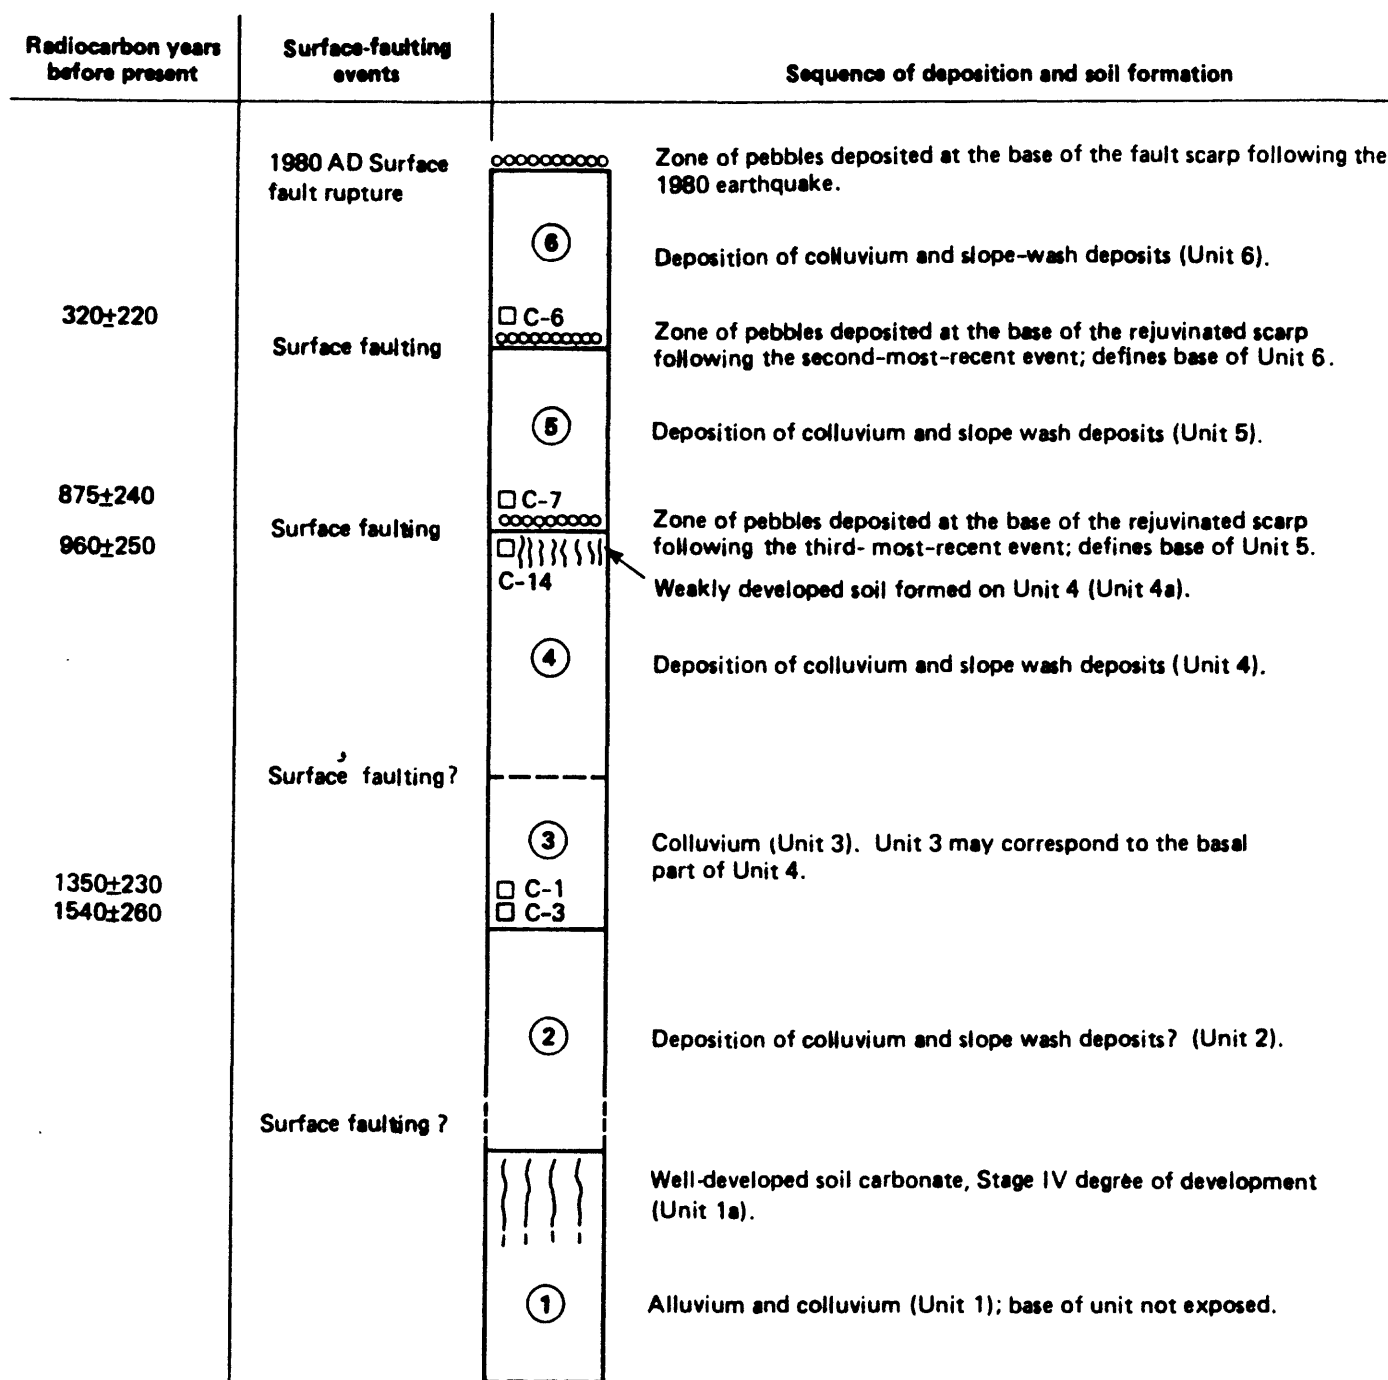 Radiocarbon years
before present
Surface-faulting
events
Sequence of deposition and soil formation
1980 AD Surface
fault rupture
Zone of pebbles deposited at the base of the fault scarp following the
1980 earthquake.
6
Deposition of colluvium and slope-wash deposits (Unit 6).
320±220
C-6
Surface faulting
Zone of pebbles deposited at the base of the rejuvinated scarp
following the second-most-recent event; defines base of Unit 6.
5
Deposition of colluvium and slope wash deposits (Unit 5).
875±240
C-7
Surface faulting
Zone of pebbles deposited at the base of the rejuvinated scarp
following the third- most-recent event; defines base of Unit 5.
960±250
C-14
Weakly developed soil formed on Unit 4 (Unit 4a).
4
Deposition of colluvium and slope wash deposits (Unit 4).
Surface faulting?
3
Colluvium (Unit 3). Unit 3 may correspond to the basal
part of Unit 4.
1350±230
C-1
1540±260
C-3
2
Deposition of colluvium and slope wash deposits? (Unit 2).
Surface faulting ?
Well-developed soil carbonate, Stage IV degree of development
(Unit 1a).
1
Alluvium and colluvium (Unit 1); base of unit not exposed.